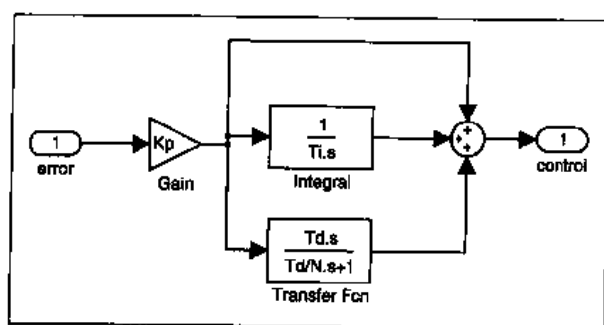 1
error
Kp
Gain
1
Ti.s
Integral
Td.s
Td/N.s+1
Transfer Fcn
+
+
+
1
control